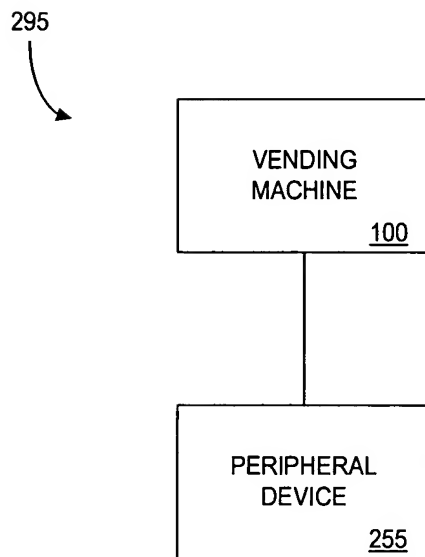 295
VENDING
MACHINE
100
PERIPHERAL
DEVICE
255